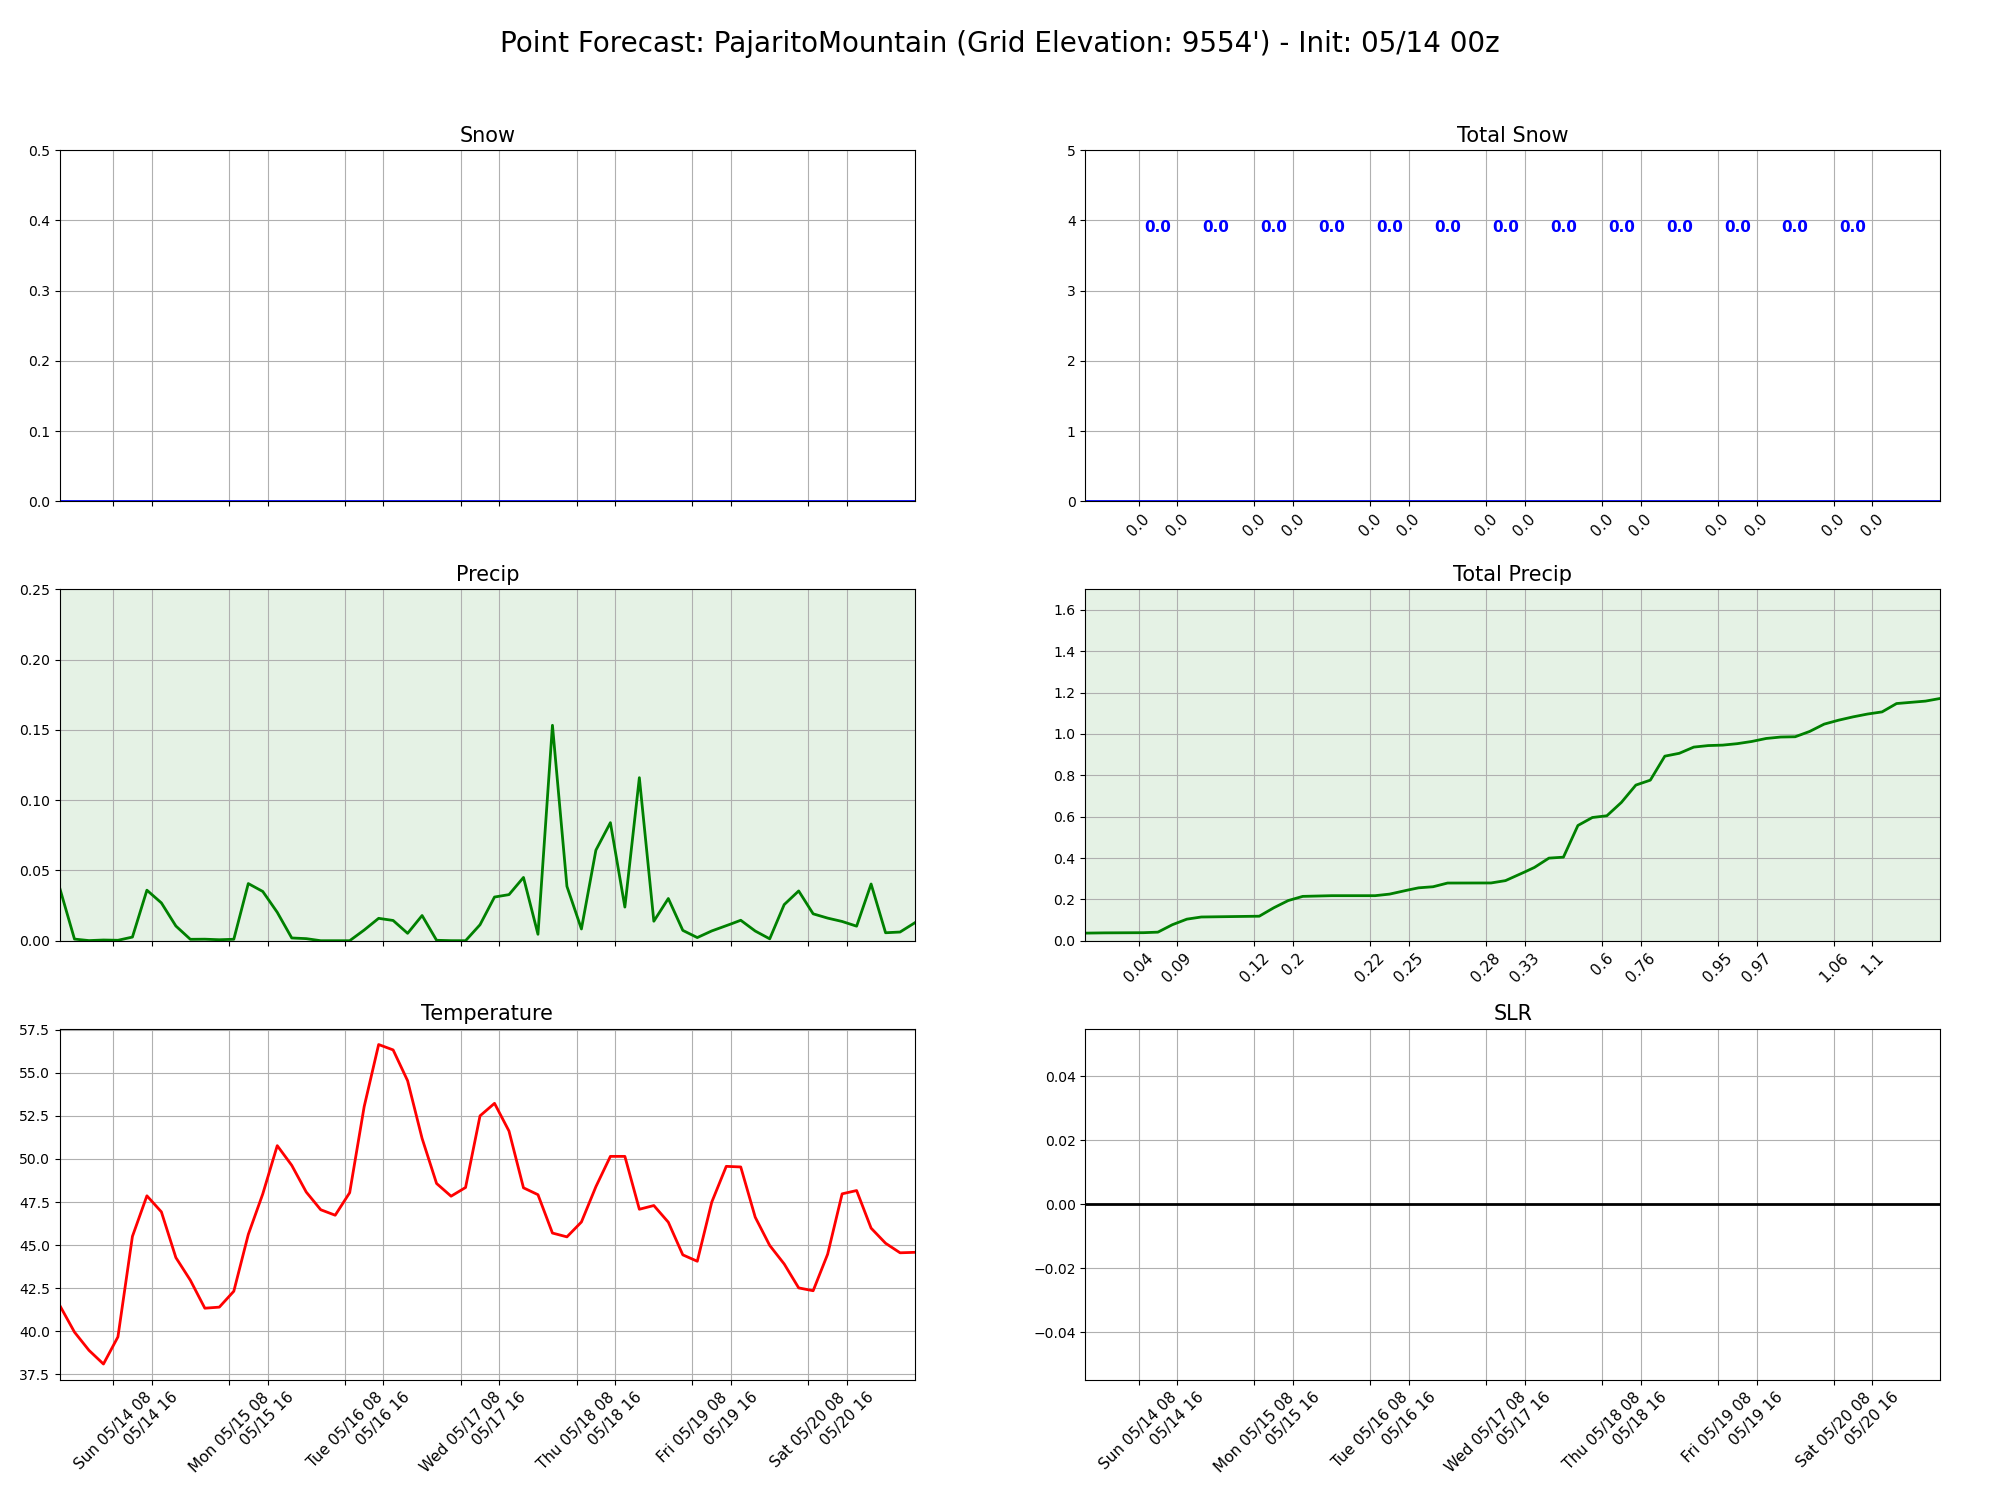 Point Forecast: PajaritoMountain (Grid Elevation: 9554') - Init: 05/14 00z
Snow
0.5
0.4
0.3
0.2
0.1
0.0
Total Snow
5
4
3
2
1
0
0.0 0.0 0.0 0.0 0.0 0.0 0.0 0.0 0.0 0.0 0.0 0.0 0.0
0.0 0.0 0.0 0.0 0.0 0.0 0.0 0.0 0.0 0.0 0.0 0.0 0.0 0.0
Precip
0.25
0.20
0.15
0.10
0.05
0.00
Total Precip
1.6
1.4
1.2
1.0
0.8
0.6
0.4
0.2
0.0
0.04 0.09 0.12 0.2 0.22 0.25 0.28 0.33 0.6 0.76 0.95 0.97 1.06 1.1
Temperature
57.5
55.0
52.5
50.0
47.5
45.0
42.5
40.0
37.5
Sun 05/14 08
05/14 16
Mon 05/15 08
05/15 16
Tue 05/16 08
05/16 16
Wed 05/17 08
05/17 16
Thu 05/18 08
05/18 16
Fri 05/19 08
05/19 16
Sat 05/20 08
05/20 16
SLR
0.04
0.02
0.00
−0.02
−0.04
Sun 05/14 08
05/14 16
Mon 05/15 08
05/15 16
Tue 05/16 08
05/16 16
Wed 05/17 08
05/17 16
Thu 05/18 08
05/18 16
Fri 05/19 08
05/19 16
Sat 05/20 08
05/20 16